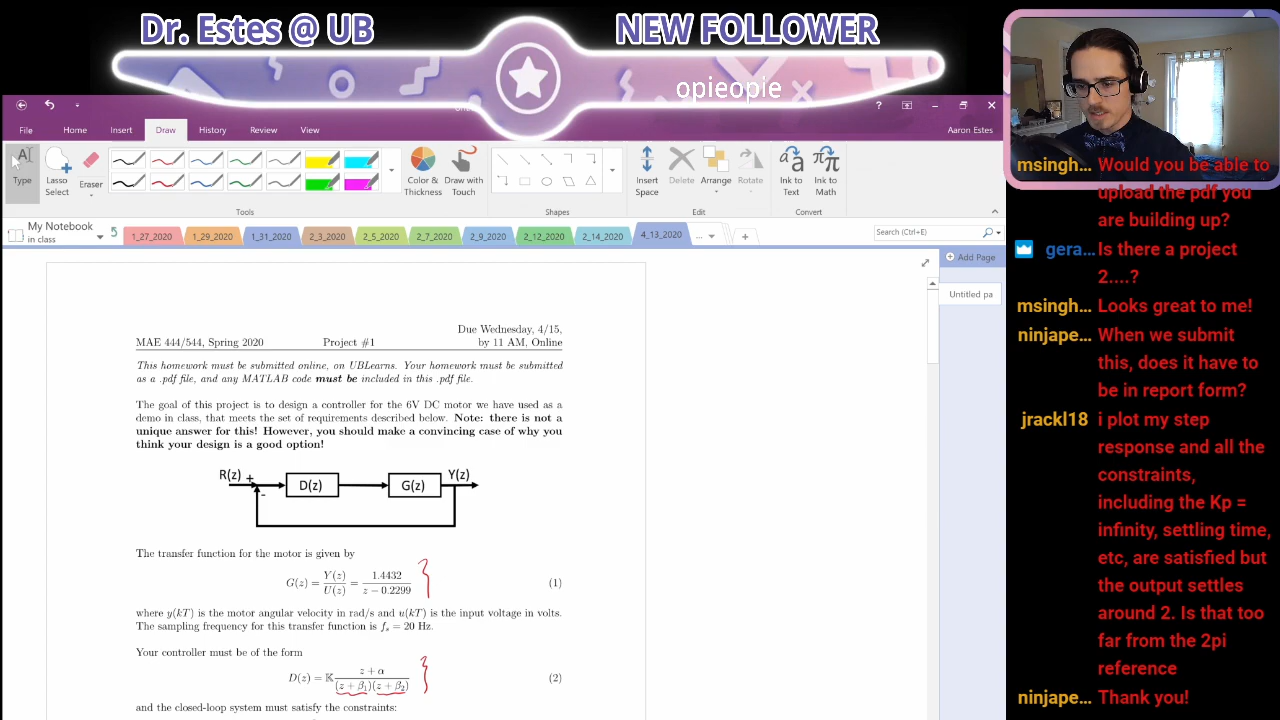 Dr. Estes @ UB
NEW FOLLOWER
opieopie
Aaron Estes
File Home Insert Draw History Review View
Type
Lasso Select
Eraser
Color & Thickness
Draw with Touch
Insert Space
Delete
Arrange
Rotate
Ink to Text
Ink to Math
Tools
Shapes
Edit
Convert
My Notebook
in class
1_27_2020 1_29_2020 1_31_2020 2_3_2020 2_5_2020 2_7_2020 2_9_2020 2_12_2020 2_14_2020 4_13_2020 ...
Search (Ctrl+E)
Add Page
Untitled pa
Due Wednesday, 4/15,
MAE 444/544, Spring 2020 Project #1 by 11 AM, Online
This homework must be submitted online, on UBLearns. Your homework must be submitted
as a .pdf file, and any MATLAB code must be included in this .pdf file.
The goal of this project is to design a controller for the 6V DC motor we have used as a
demo in class, that meets the set of requirements described below. Note: there is not a
unique answer for this! However, you should make a convincing case of why you
think your design is a good option!
R(z) + - D(z) G(z) Y(z)
The transfer function for the motor is given by
G(z) = Y(z)/U(z) = 1.4432/(z − 0.2299) (1)
where y(kT) is the motor angular velocity in rad/s and u(kT) is the input voltage in volts.
The sampling frequency for this transfer function is fs = 20 Hz.
Your controller must be of the form
D(z) = 𝕂 (z + α)/((z + β1)(z + β2)) (2)
and the closed-loop system must satisfy the constraints:
msingh... Would you be able to
upload the pdf you
are building up?
gera... Is there a project
2....?
msingh... Looks great to me!
ninjape... When we submit
this, does it have to
be in report form?
jrackl18 i plot my step
response and all the
constraints,
including the Kp =
infinity, settling time,
etc, are satisfied but
the output settles
around 2. Is that too
far from the 2pi
reference
ninjape... Thank you!